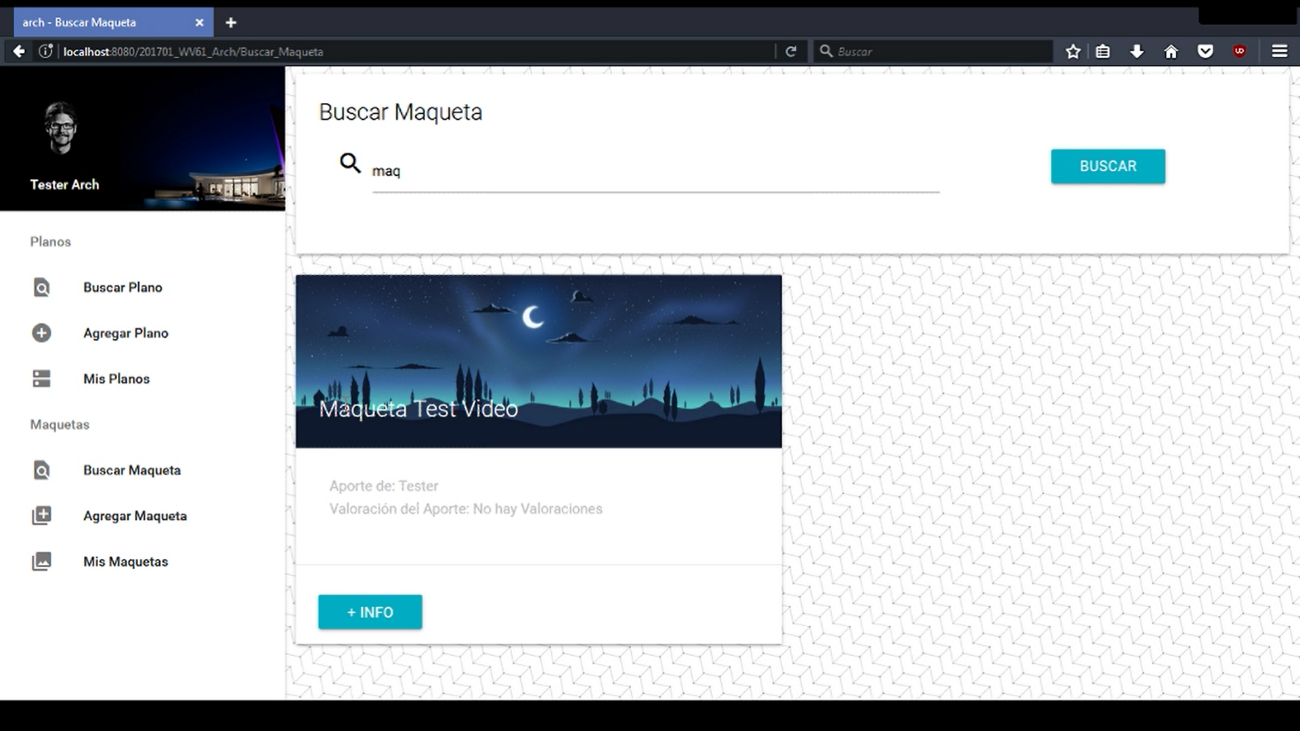 arch - Buscar Maqueta
localhost:8080/201701_WV61_Arch/Buscar_Maqueta
Buscar
Tester Arch
Planos
Buscar Plano
Agregar Plano
Mis Planos
Maquetas
Buscar Maqueta
Agregar Maqueta
Mis Maquetas
Buscar Maqueta
maq
BUSCAR
Maqueta Test Video
Aporte de: Tester
Valoración del Aporte: No hay Valoraciones
+ INFO